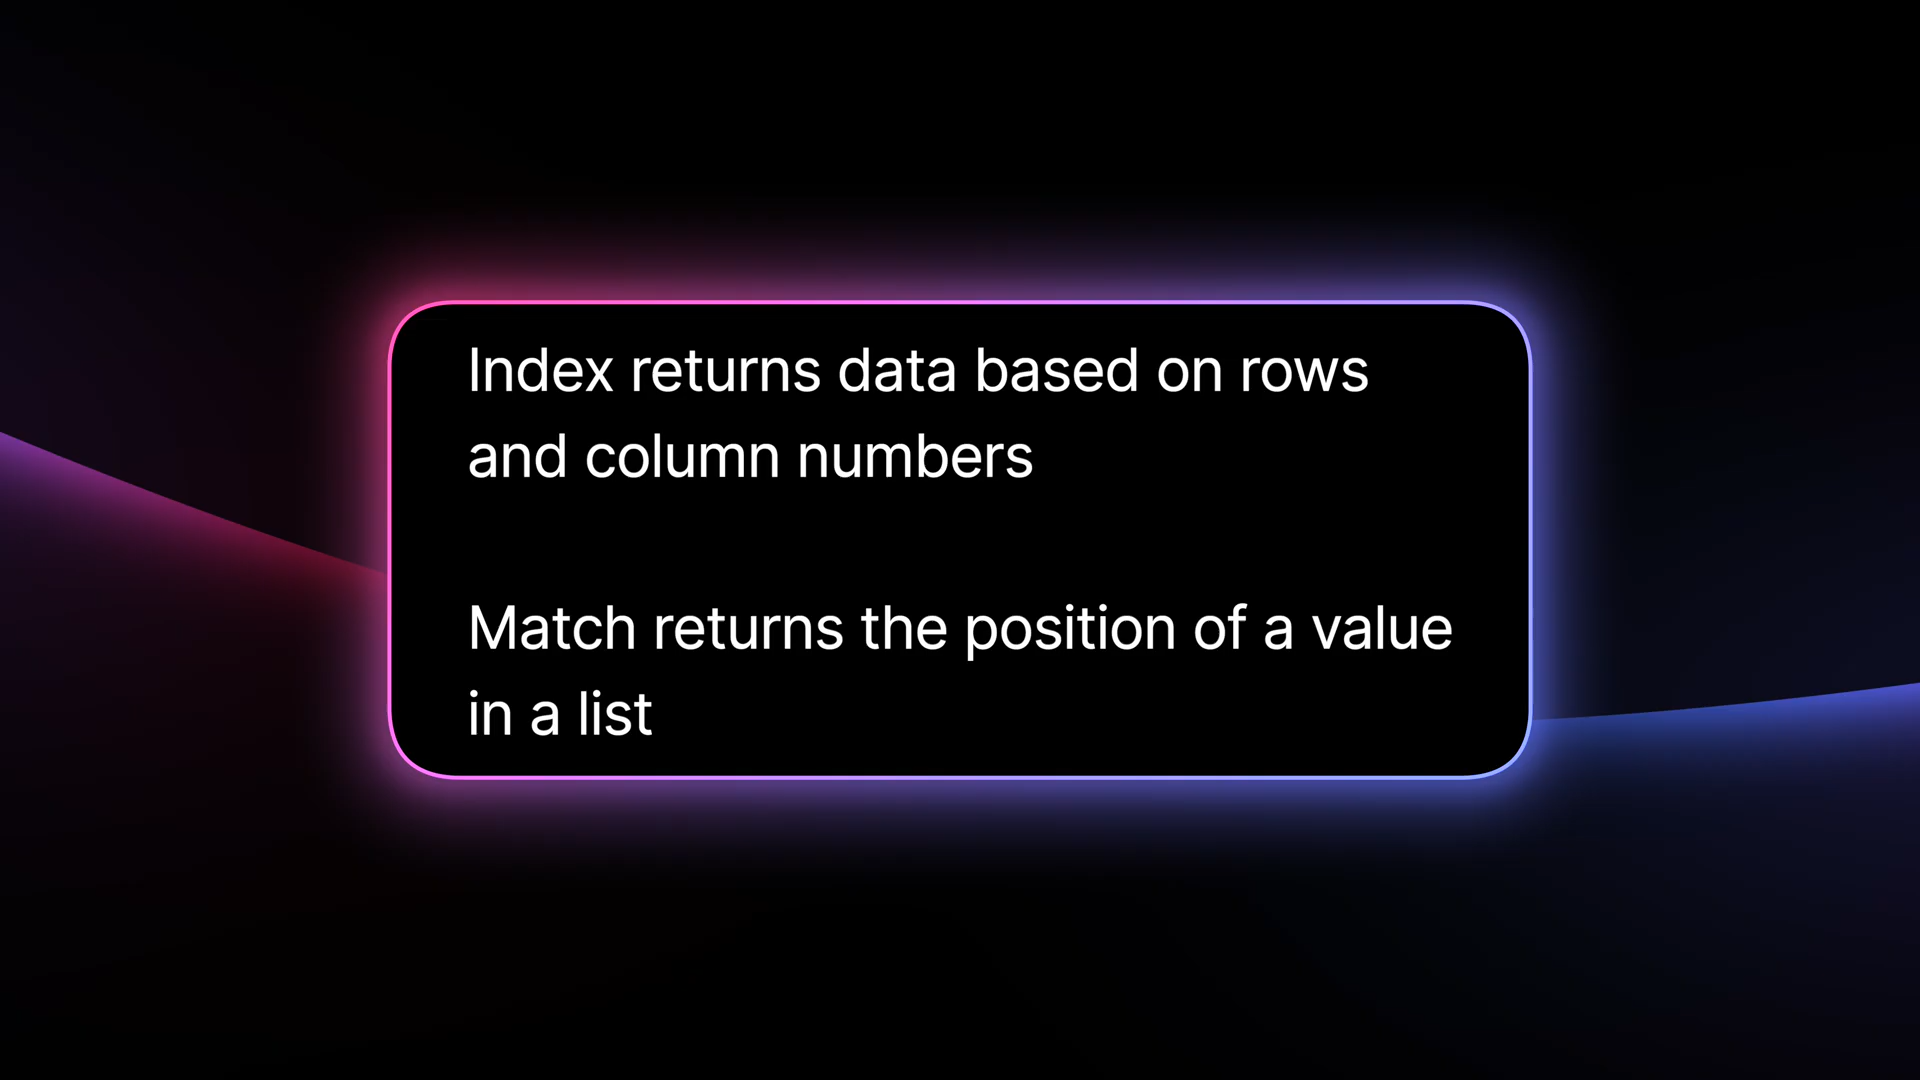 Index returns data based on rows
and column numbers
Match returns the position of a value
in a list